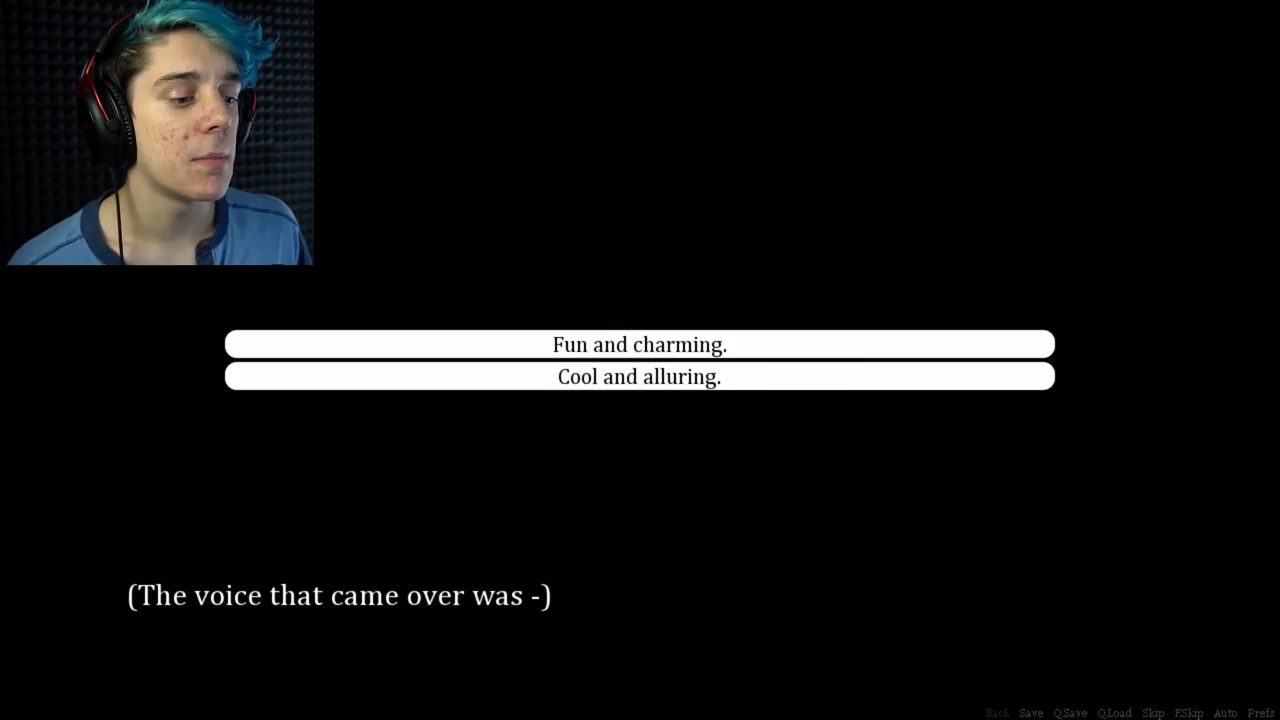 Fun and charming.
Cool and alluring.
(The voice that came over was -)
Back Save Q.Save Q.Load Skip F.Skip Auto Prefs